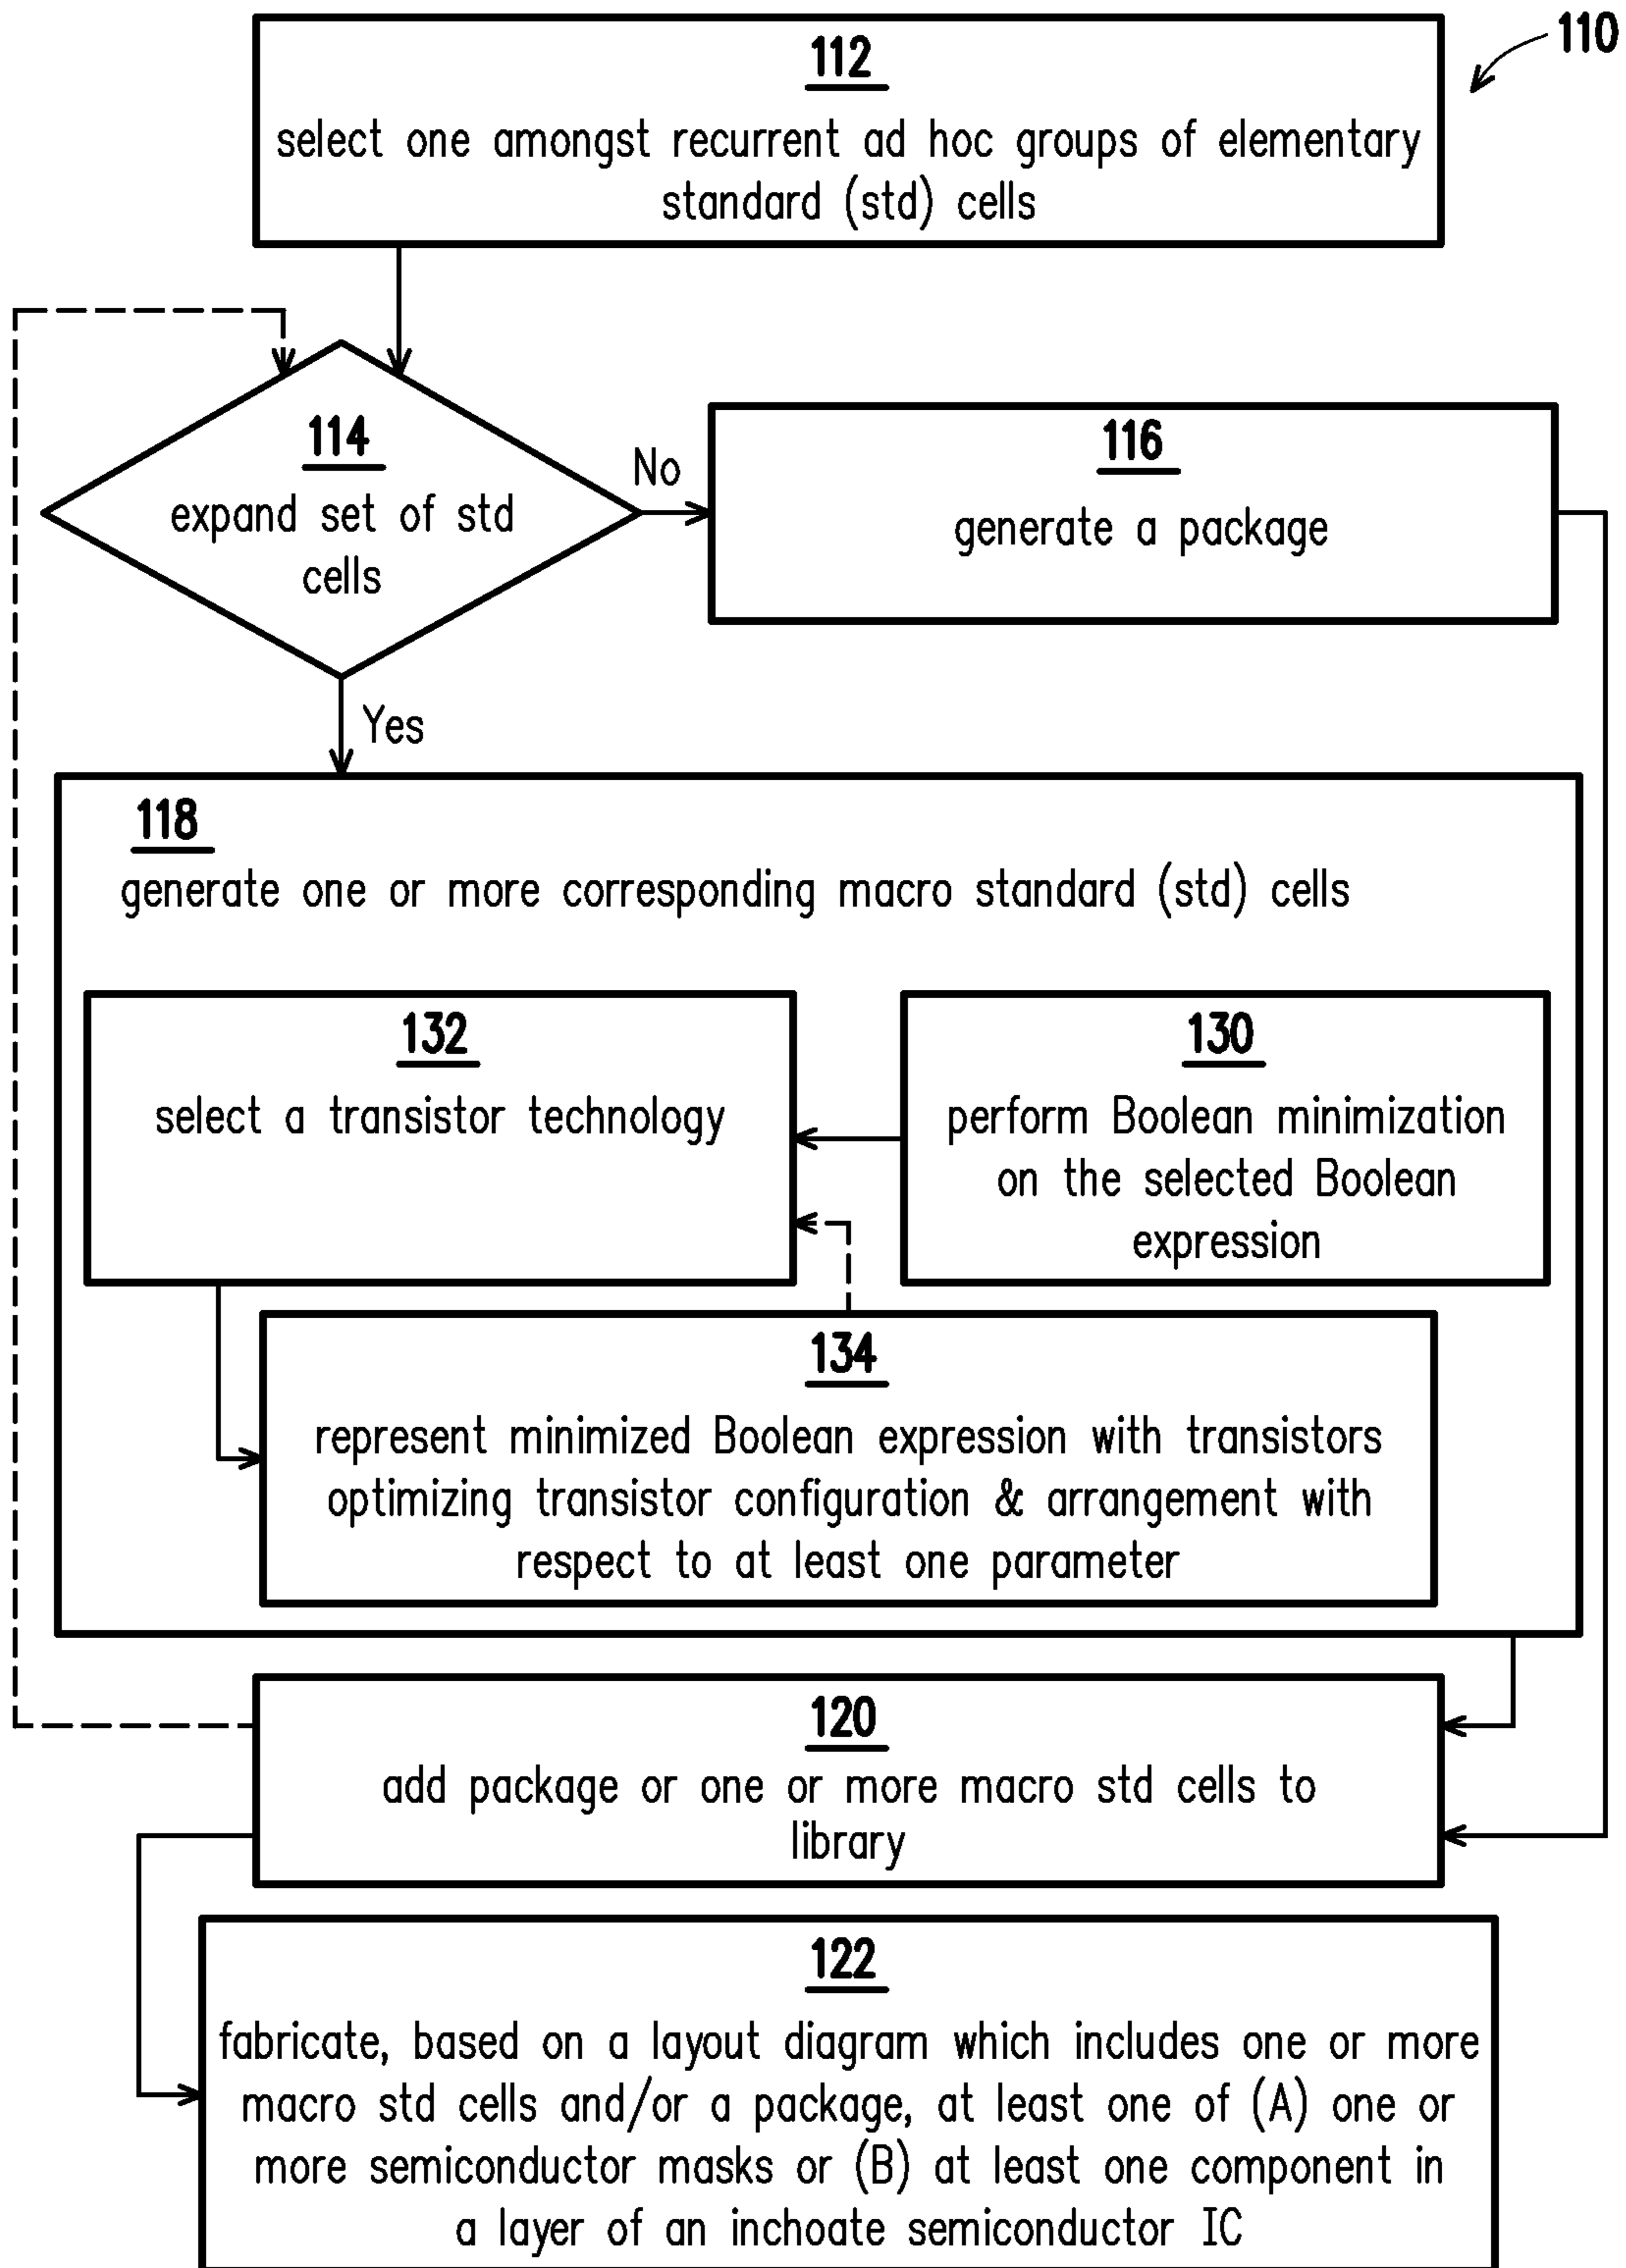 110
112
select one amongst recurrent ad hoc groups of elementary
standard (std) cells
114
expand set of std
cells
No
116
generate a package
Yes
118
generate one or more corresponding macro standard (std) cells
132
select a transistor technology
130
perform Boolean minimization
on the selected Boolean
expression
134
represent minimized Boolean expression with transistors
optimizing transistor configuration & arrangement with
respect to at least one parameter
120
add package or one or more macro std cells to
library
122
fabricate, based on a layout diagram which includes one or more
macro std cells and/or a package, at least one of (A) one or
more semiconductor masks or (B) at least one component in
a layer of an inchoate semiconductor IC